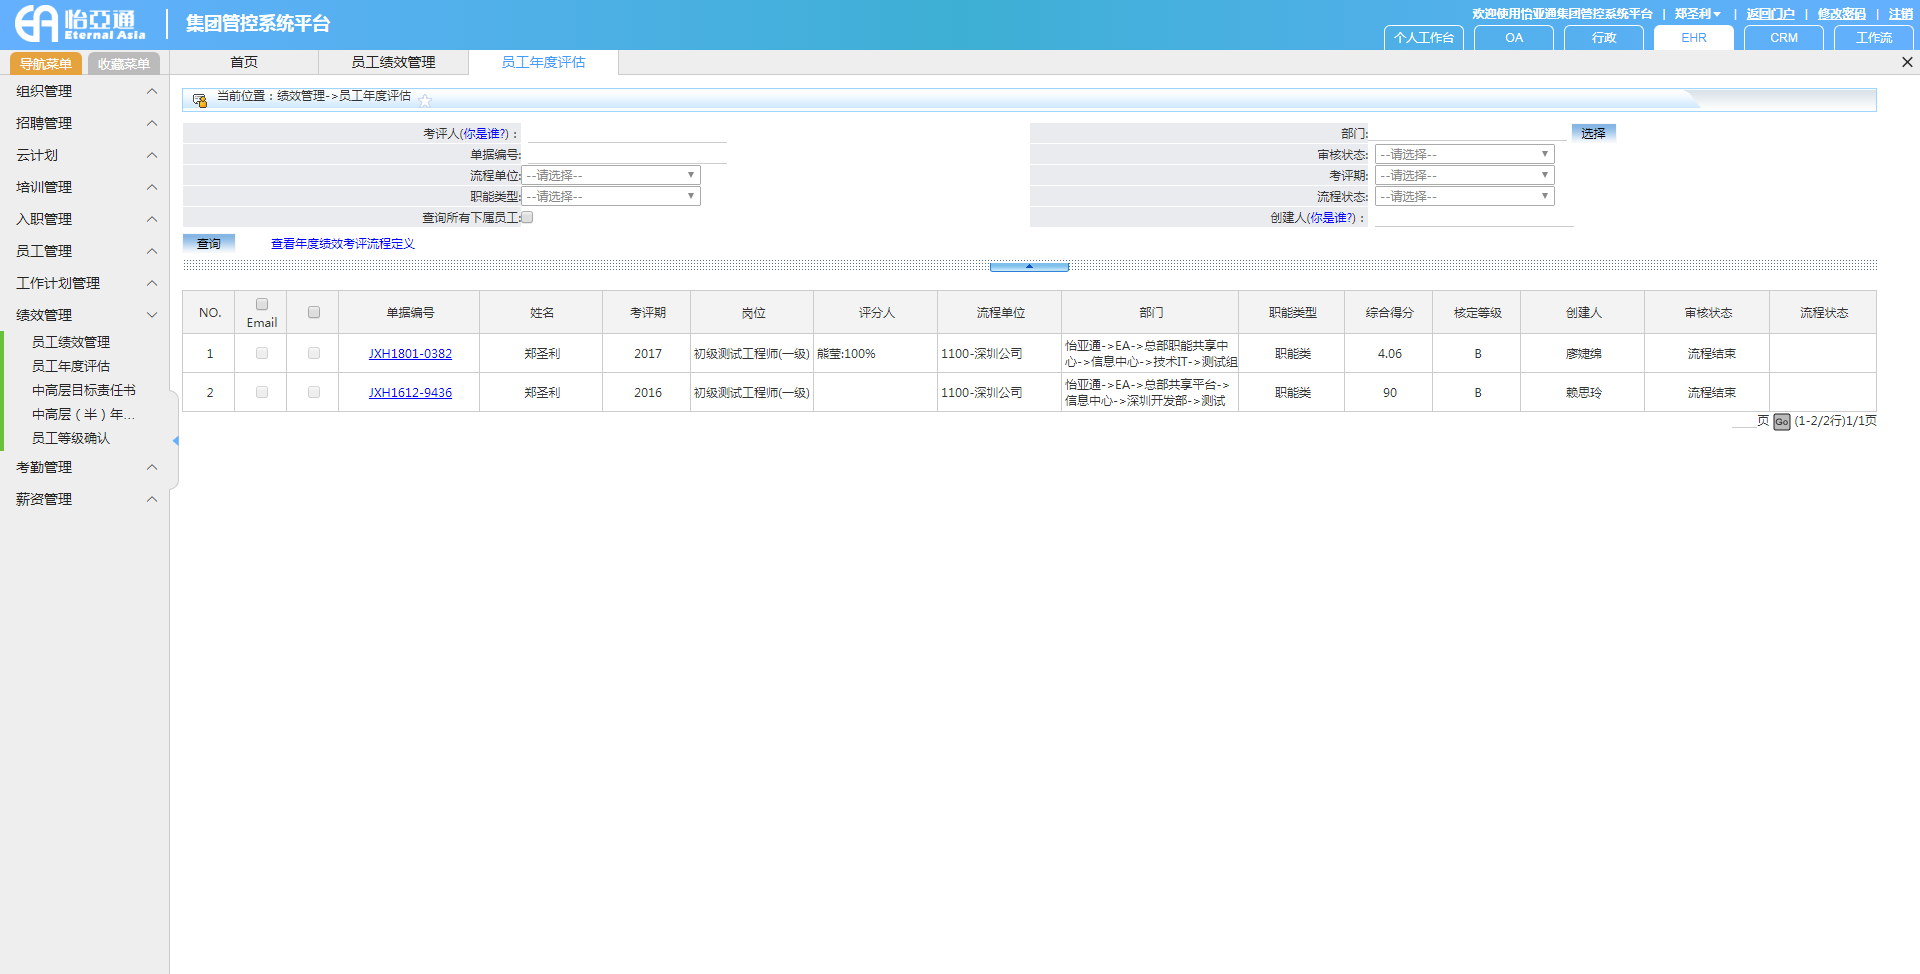 怡亞通
Eternal Asia
集团管控系统平台
欢迎使用怡亚通集团管控系统平台 | 郑圣利 | 返回门户 | 修改密码 | 注销
个人工作台 OA 行政 EHR CRM 工作流
导航菜单 收藏菜单 首页 员工绩效管理 员工年度评估
组织管理
招聘管理
云计划
培训管理
入职管理
员工管理
工作计划管理
绩效管理
员工绩效管理
员工年度评估
中高层目标责任书
中高层（半）年...
员工等级确认
考勤管理
薪资管理
当前位置：绩效管理->员工年度评估
考评人(你是谁?)： 部门: 选择
单据编号: 审核状态: --请选择--
流程单位: --请选择-- 考评期: --请选择--
职能类型: --请选择-- 流程状态: --请选择--
查询所有下属员工: 创建人(你是谁?)：
查询 查看年度绩效考评流程定义
NO. Email 单据编号 姓名 考评期 岗位 评分人 流程单位 部门 职能类型 综合得分 核定等级 创建人 审核状态 流程状态
1 JXH1801-0382 郑圣利 2017 初级测试工程师(一级) 熊莹:100% 1100-深圳公司 怡亚通->EA->总部职能共享中心->信息中心->技术IT->测试组 职能类 4.06 B 廖婕绵 流程结束
2 JXH1612-9436 郑圣利 2016 初级测试工程师(一级) 1100-深圳公司 怡亚通->EA->总部共享平台->信息中心->深圳开发部->测试 职能类 90 B 赖思玲 流程结束
页 Go (1-2/2行)1/1页